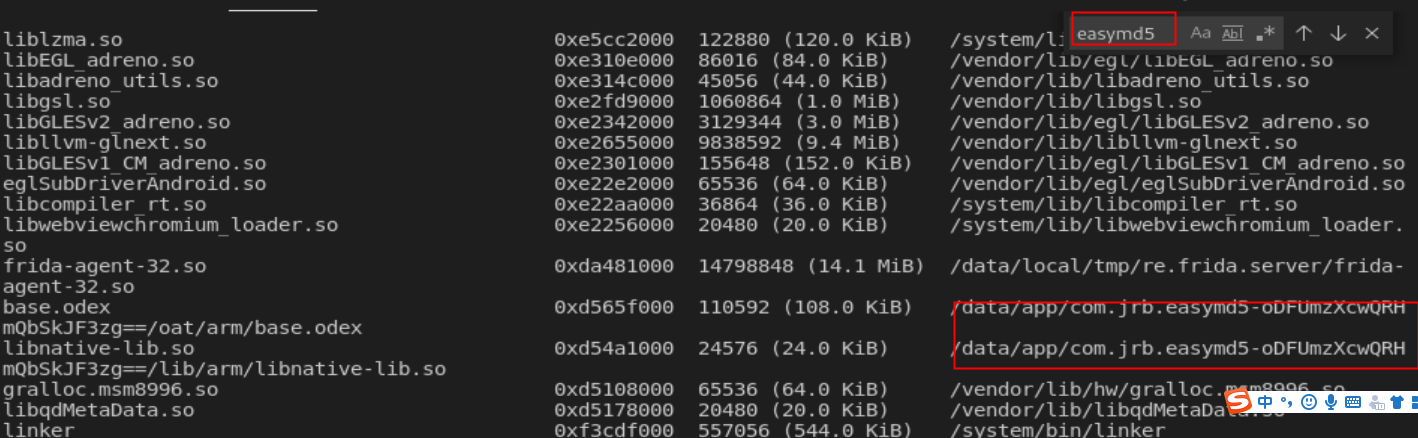 easymd5 Aa Abl .*
liblzma.so 0xe5cc2000 122880 (120.0 KiB) /system/li
libEGL_adreno.so 0xe310e000 86016 (84.0 KiB) /vendor/lib/egl/libEGL_adreno.so
libadreno_utils.so 0xe314c000 45056 (44.0 KiB) /vendor/lib/libadreno_utils.so
libgsl.so 0xe2fd9000 1060864 (1.0 MiB) /vendor/lib/libgsl.so
libGLESv2_adreno.so 0xe2342000 3129344 (3.0 MiB) /vendor/lib/egl/libGLESv2_adreno.so
libllvm-glnext.so 0xe2655000 9838592 (9.4 MiB) /vendor/lib/libllvm-glnext.so
libGLESv1_CM_adreno.so 0xe2301000 155648 (152.0 KiB) /vendor/lib/egl/libGLESv1_CM_adreno.so
eglSubDriverAndroid.so 0xe22e2000 65536 (64.0 KiB) /vendor/lib/egl/eglSubDriverAndroid.so
libcompiler_rt.so 0xe22aa000 36864 (36.0 KiB) /system/lib/libcompiler_rt.so
libwebviewchromium_loader.so 0xe2256000 20480 (20.0 KiB) /system/lib/libwebviewchromium_loader.
so
frida-agent-32.so 0xda481000 14798848 (14.1 MiB) /data/local/tmp/re.frida.server/frida-
agent-32.so
base.odex 0xd565f000 110592 (108.0 KiB) /data/app/com.jrb.easymd5-oDFUmzXcwQRH
mQbSkJF3zg==/oat/arm/base.odex
libnative-lib.so 0xd54a1000 24576 (24.0 KiB) /data/app/com.jrb.easymd5-oDFUmzXcwQRH
mQbSkJF3zg==/lib/arm/libnative-lib.so
gralloc.msm8996.so 0xd5108000 65536 (64.0 KiB) /vendor/lib/hw/gralloc.msm8996.so
libqdMetaData.so 0xd5178000 20480 (20.0 KiB) /vendor/lib/libqdMetaData.so
中
linker 0xf3cdf000 557056 (544.0 KiB) /system/bin/linker